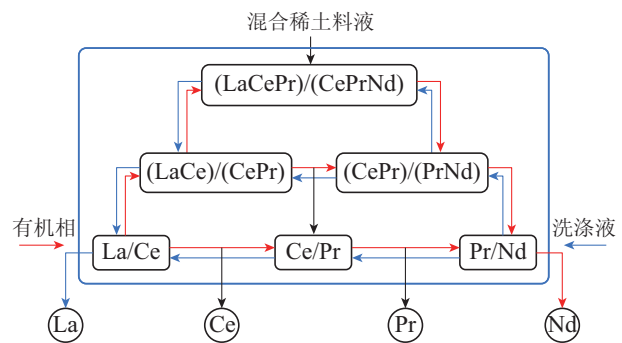 混合稀土料液
(LaCePr)/(CePrNd)
(LaCe)/(CePr)
(CePr)/(PrNd)
有机相
洗涤液
La/Ce
Ce/Pr
Pr/Nd
La
Ce
Pr
Nd